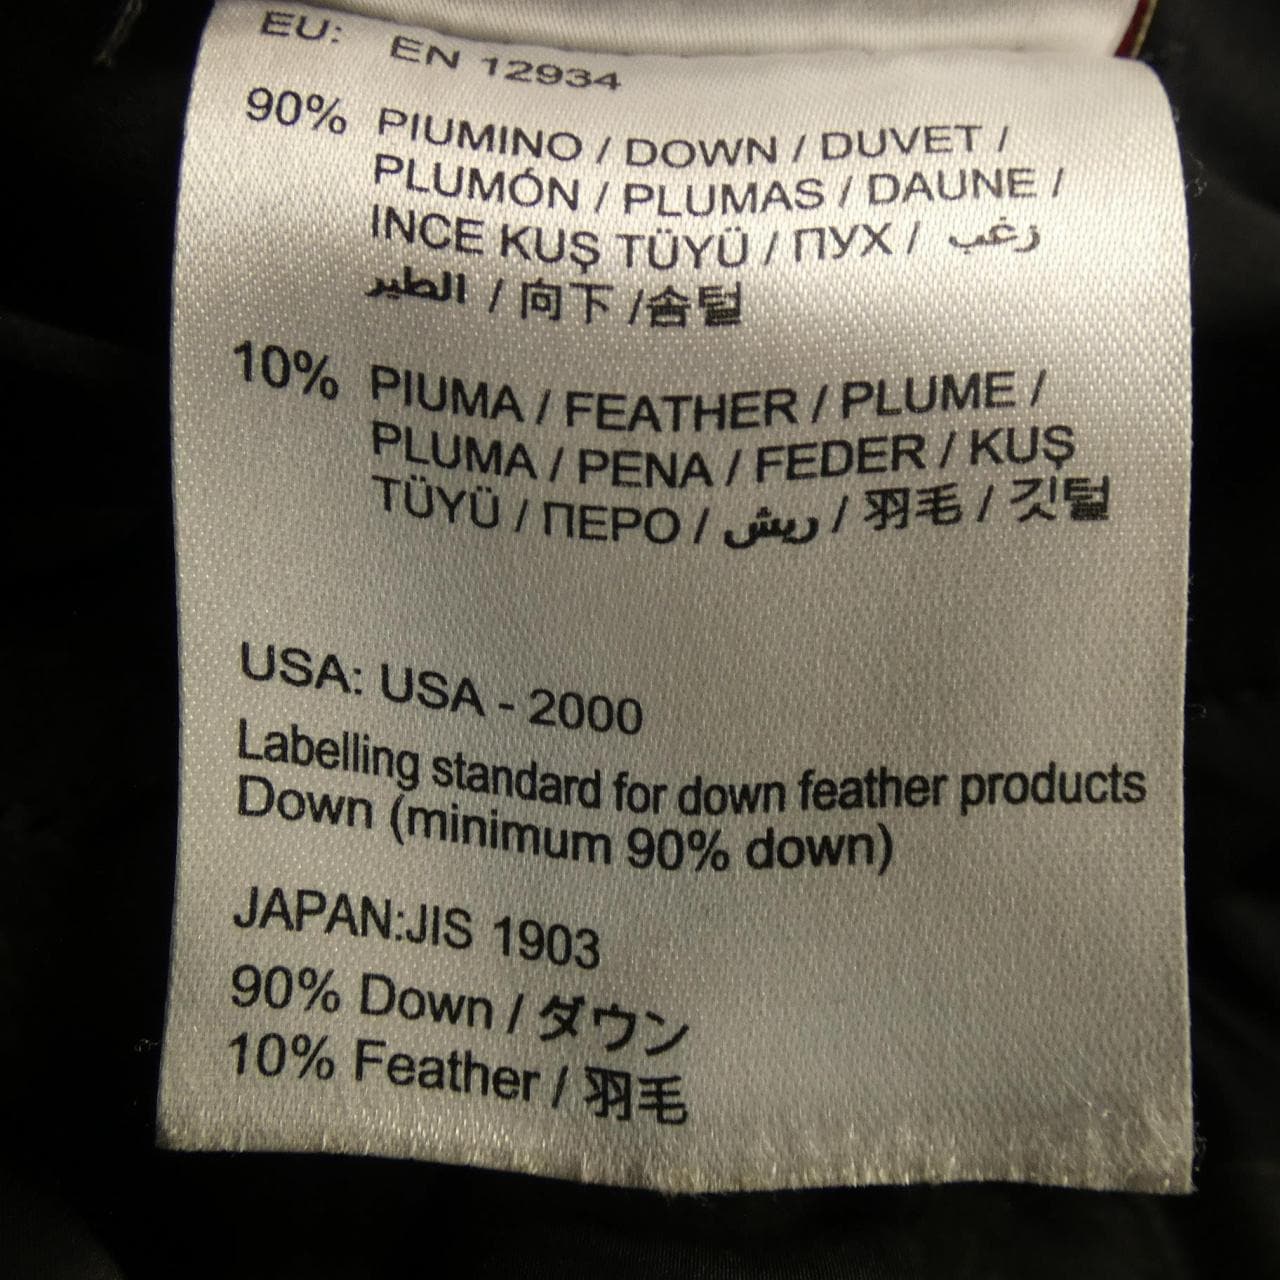 EU: EN 12934
90% PIUMINO / DOWN / DUVET /
PLUMÓN / PLUMAS / DAUNE /
INCE KUŞ TÜYÜ / ПУХ / زغب
الطير / 向下 /솜털
10% PIUMA / FEATHER / PLUME /
PLUMA / PENA / FEDER / KUŞ
TÜYÜ / ПЕРО / ريش / 羽毛 / 깃털
USA: USA - 2000
Labelling standard for down feather products
Down (minimum 90% down)
JAPAN:JIS 1903
90% Down / ダウン
10% Feather / 羽毛